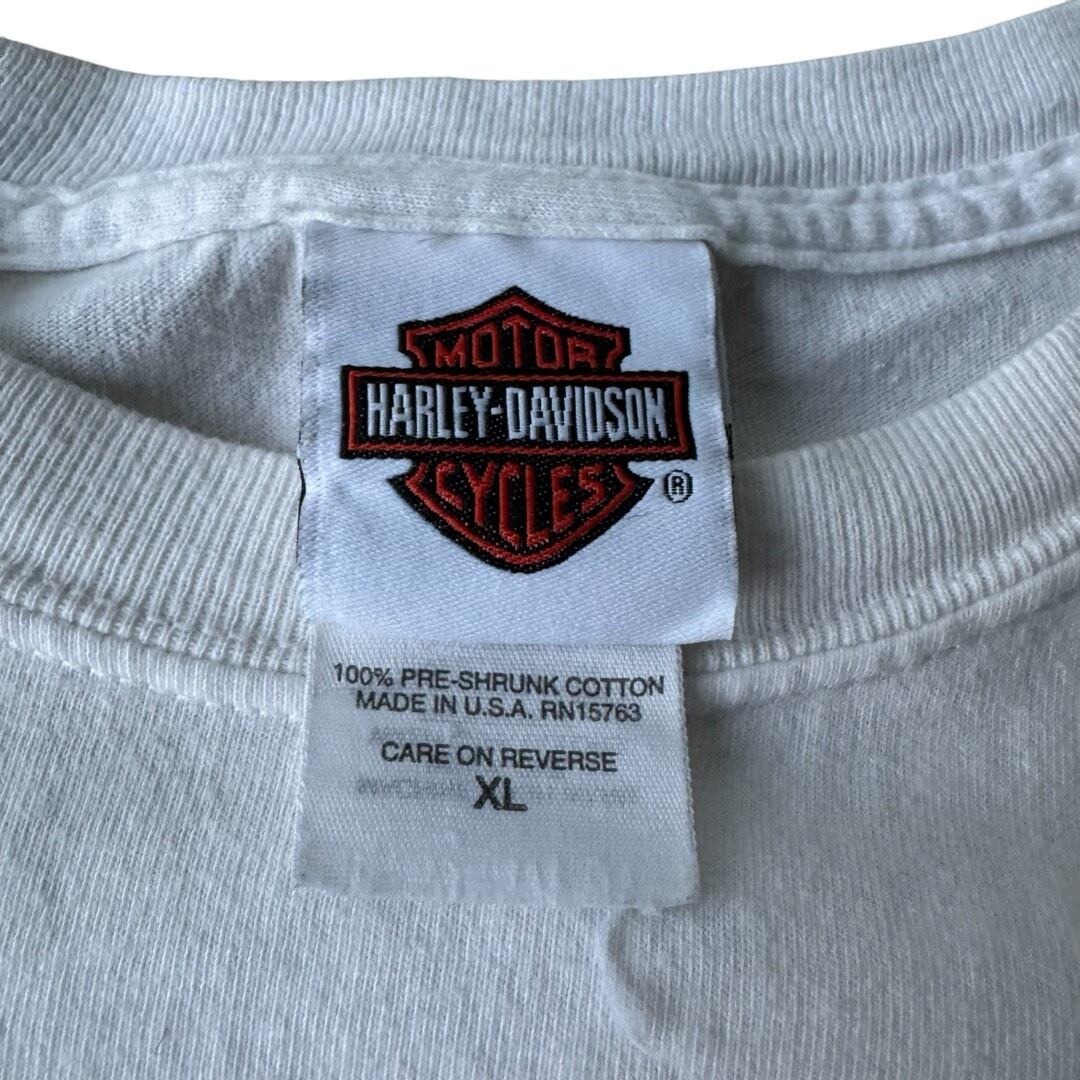 MOTOR
HARLEY-DAVIDSON
CYCLES
®
100% PRE-SHRUNK COTTON
MADE IN U.S.A. RN15763
CARE ON REVERSE
XL